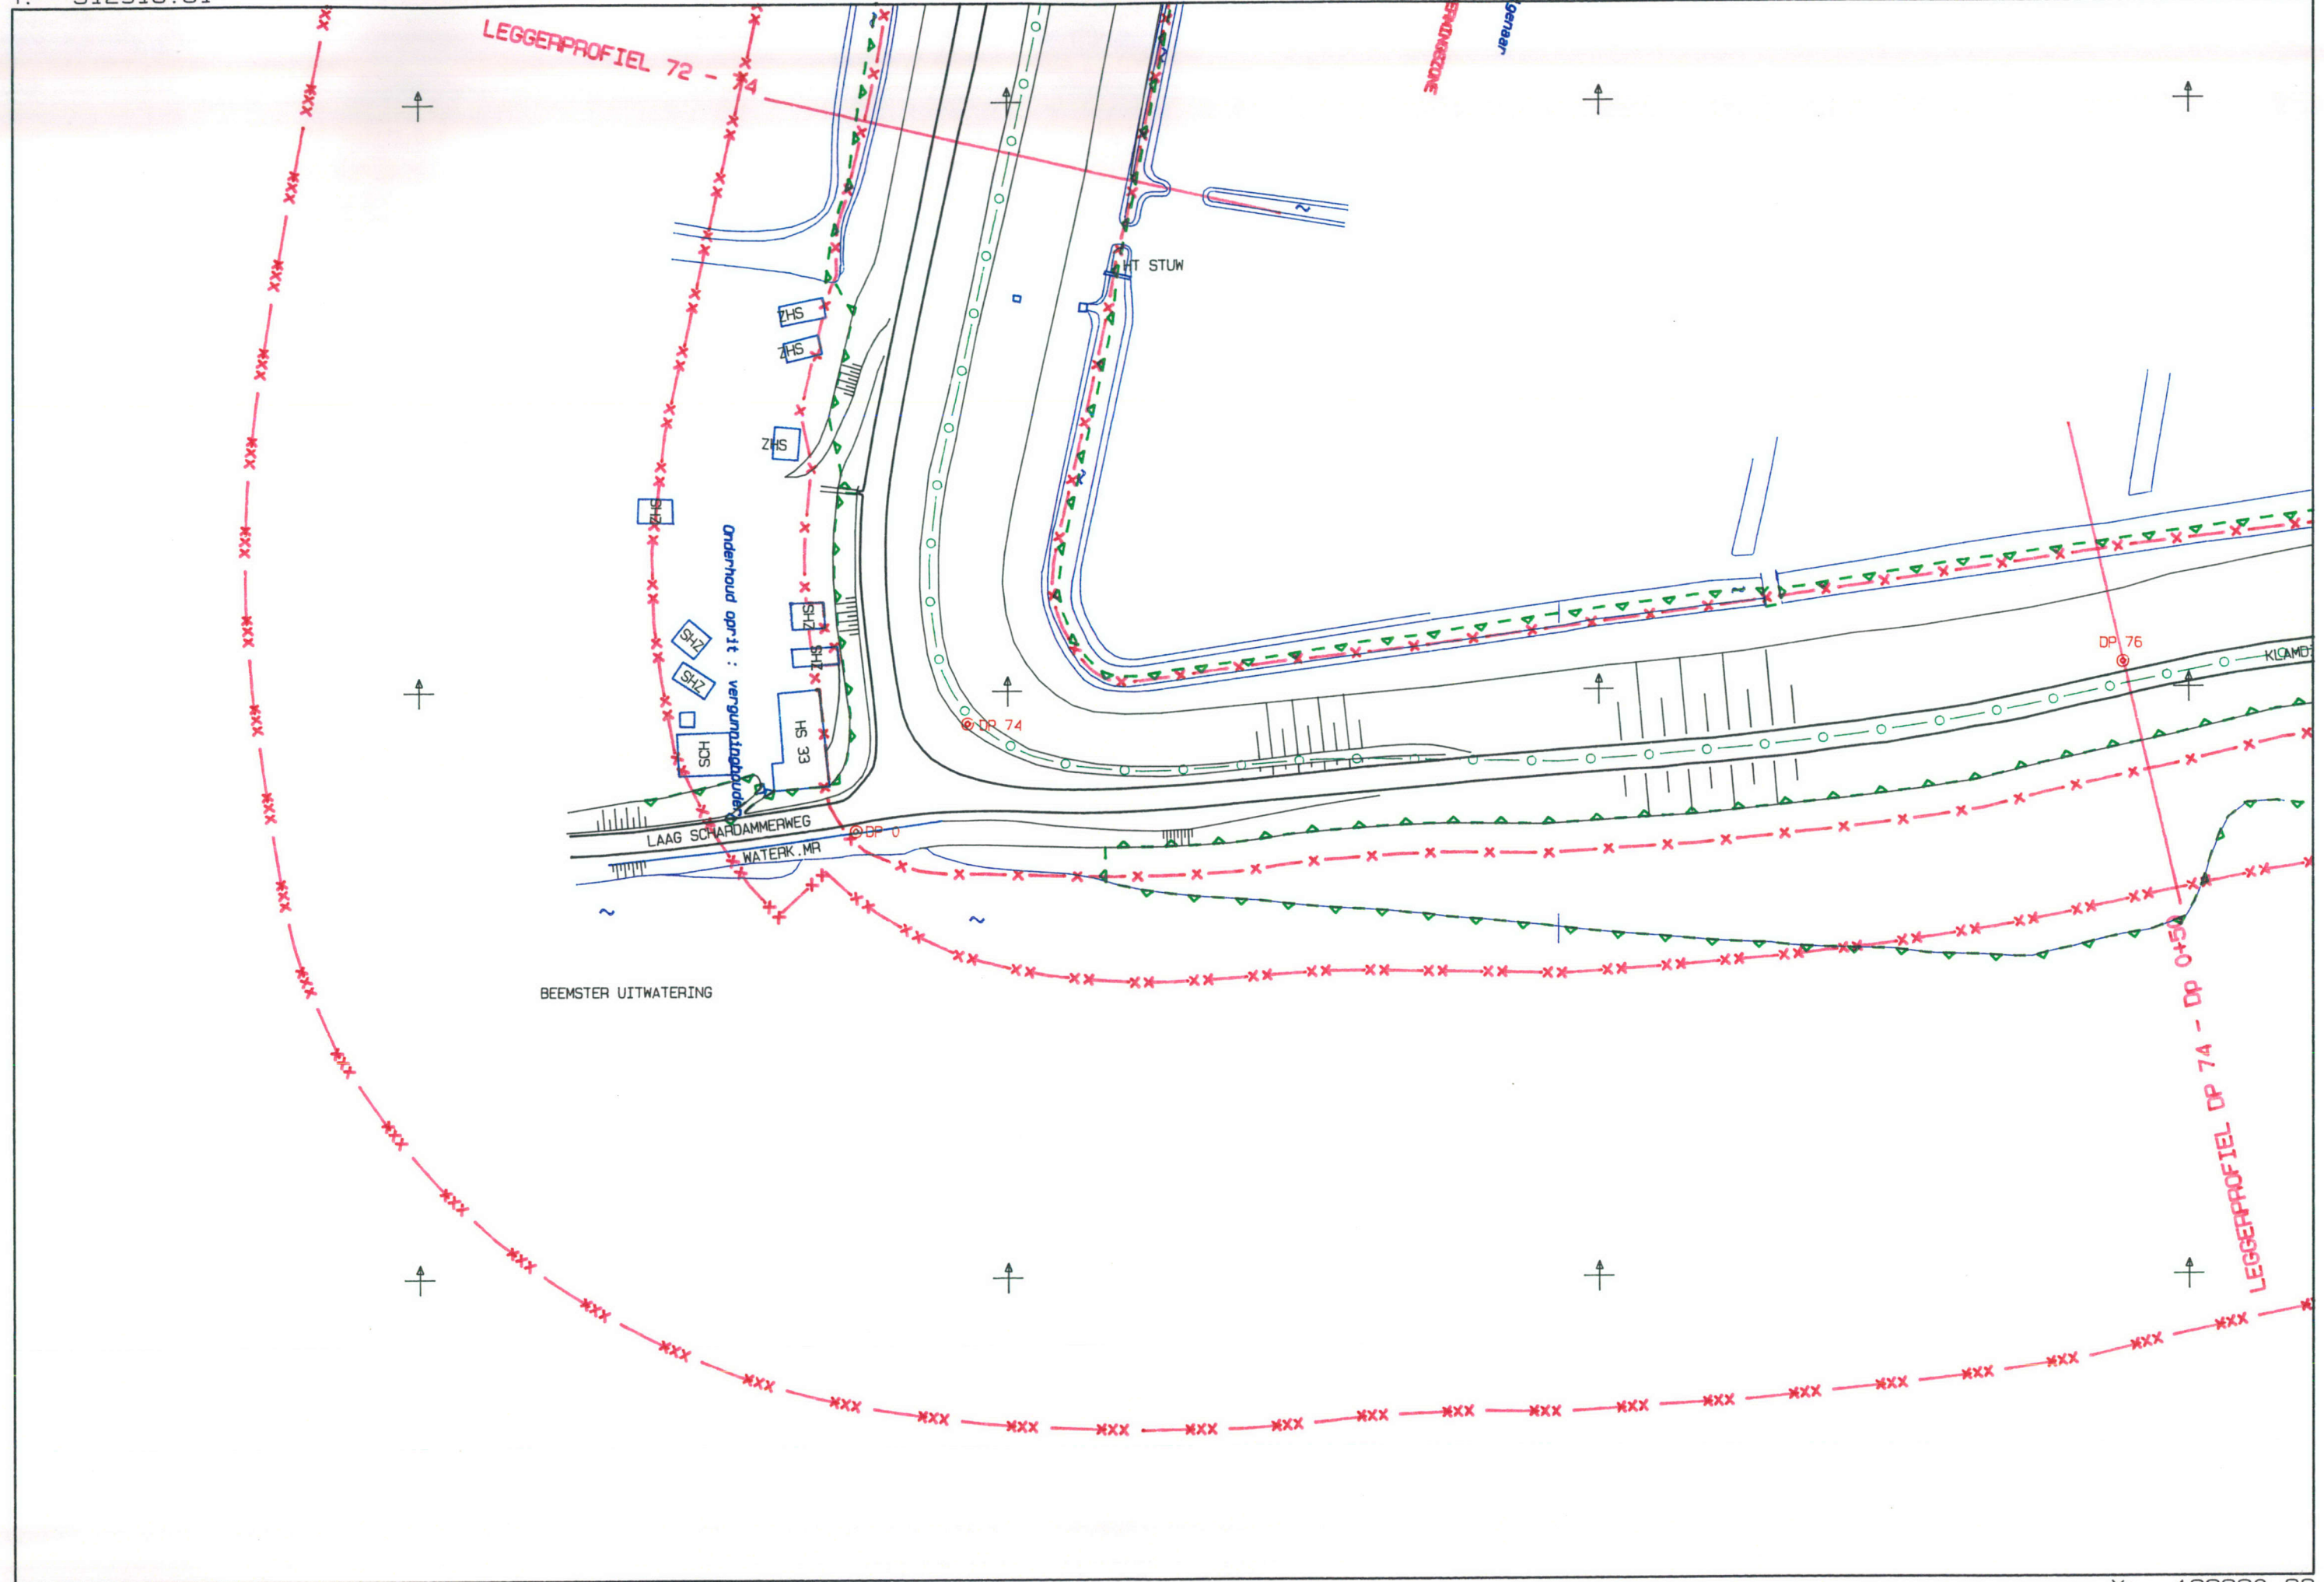 LEGGERPROFIEL 72 - 74
HT STUW
ZHS
ZHS
ZHS
SHZ
Onderhoud oprit : vergunninghouder
SHZ
SHZ
SHZ
SHZ
SCH
HS 33
DP 74
DP 76
LAAG SCHARDAMMERWEG
DP 0
WATERK.MR
BEEMSTER UITWATERING
LEGGERPROFIEL DP 74 - DP 0+50